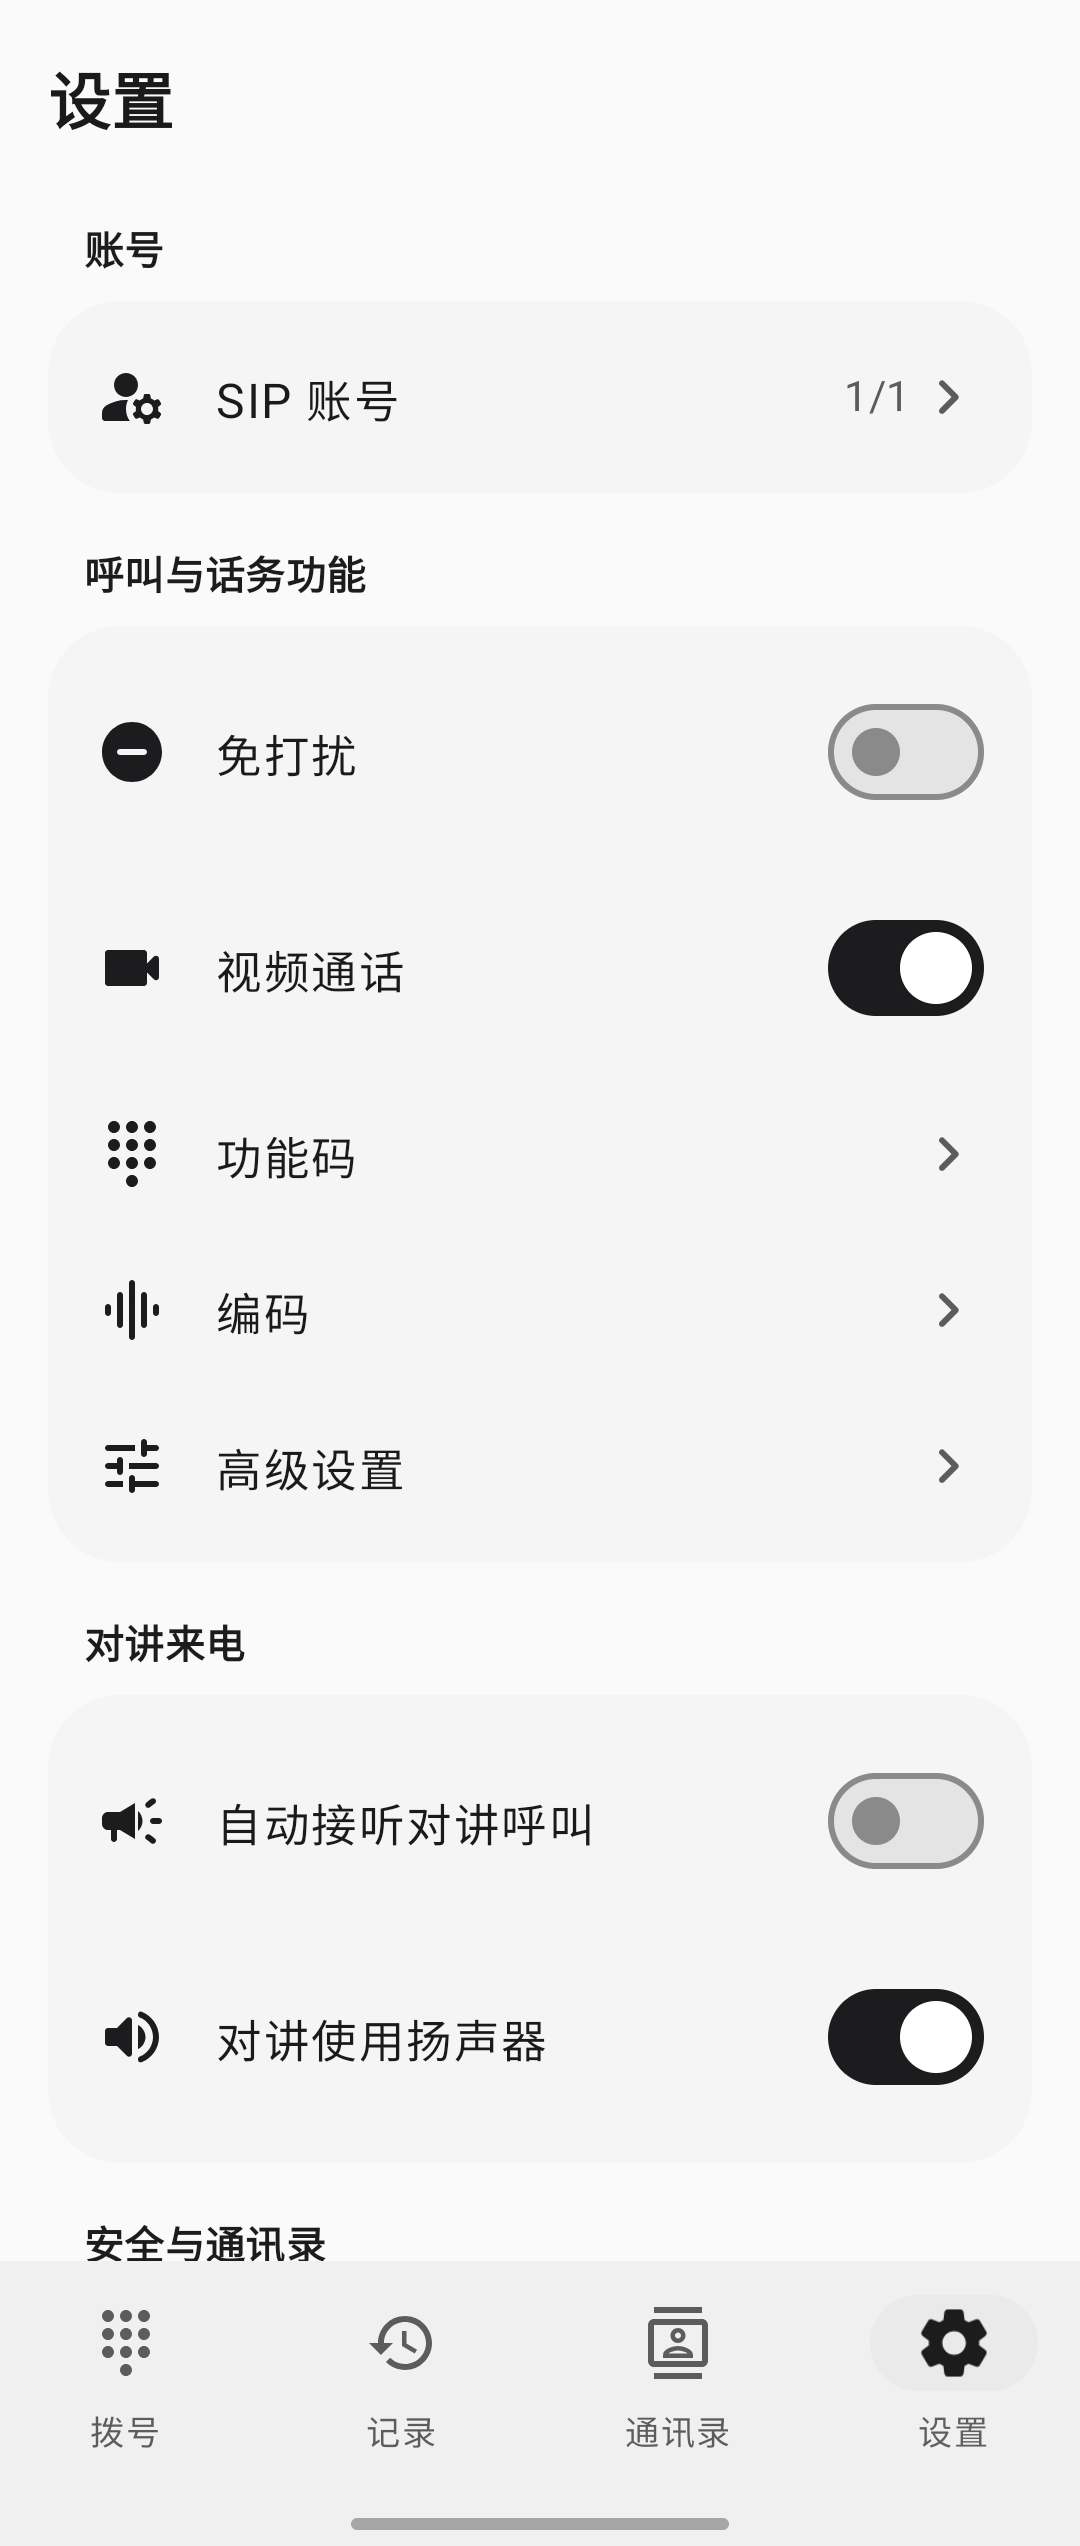 设置
账号
SIP 账号
1/1
呼叫与话务功能
免打扰
视频通话
功能码
编码
高级设置
对讲来电
自动接听对讲呼叫
对讲使用扬声器
安全与通讯录
拨号
记录
通讯录
设置